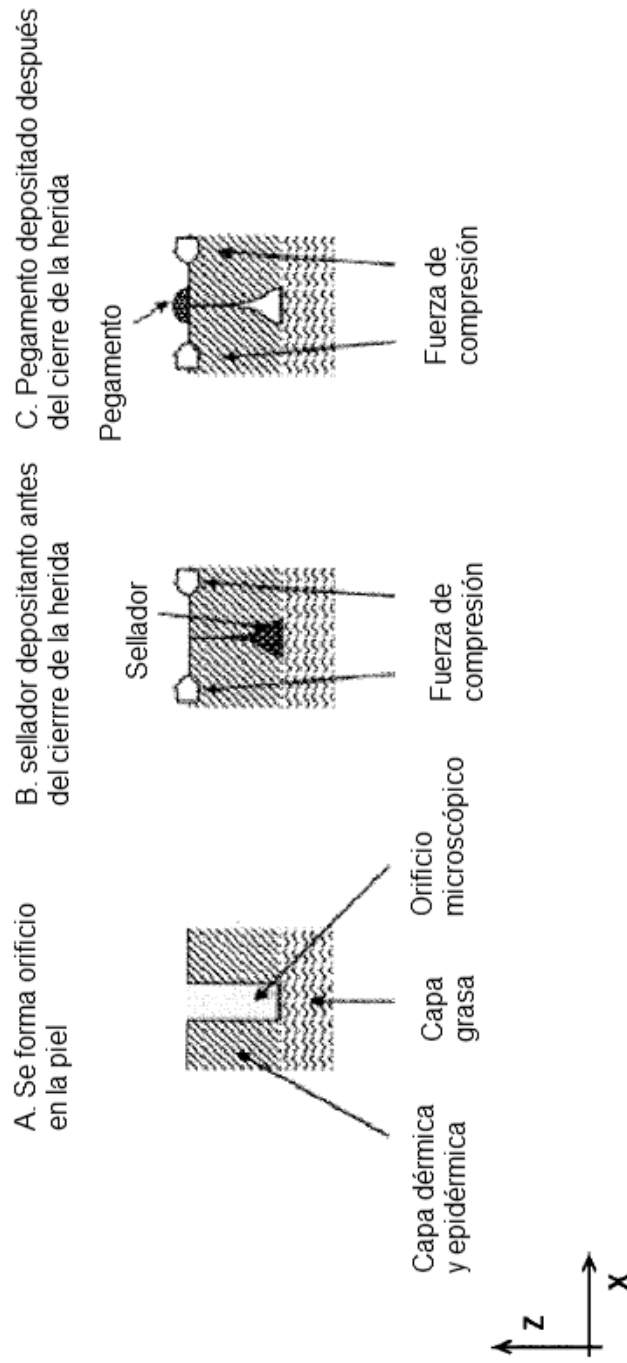 A. Se forma orificio
en la piel
Capa dérmica
y epidérmica
Capa
grasa
Orificio
microscópico
B. sellador depositanto antes
del cierrre de la herida
Sellador
Fuerza de
compresión
C. Pegamento depositado después
del cierre de la herida
Pegamento
Fuerza de
compresión
Z
X